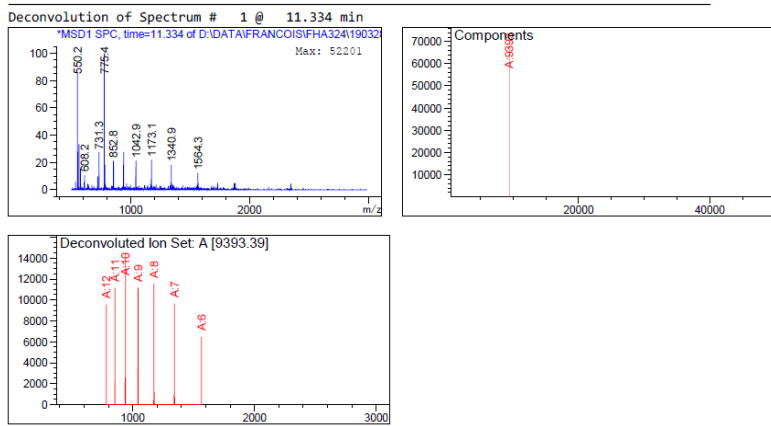 Deconvolution of Spectrum # 1 @ 11.334 min
*MSD1 SPC, time=11.334 of D:\DATA\FRANCOIS\FHA324\19032
Max: 52201
100
80
60
40
20
0
550.2
608.2
731.3
775.4
852.8
1042.9
1173.1
1340.9
1564.3
1000
2000
m/z
Components
70000
60000
50000
40000
30000
20000
10000
A:939
20000
40000
Deconvoluted Ion Set: A [9393.39]
14000
12000
10000
8000
6000
4000
2000
0
A:12
A:11
A:10
A:9
A:8
A:7
A:6
1000
2000
3000